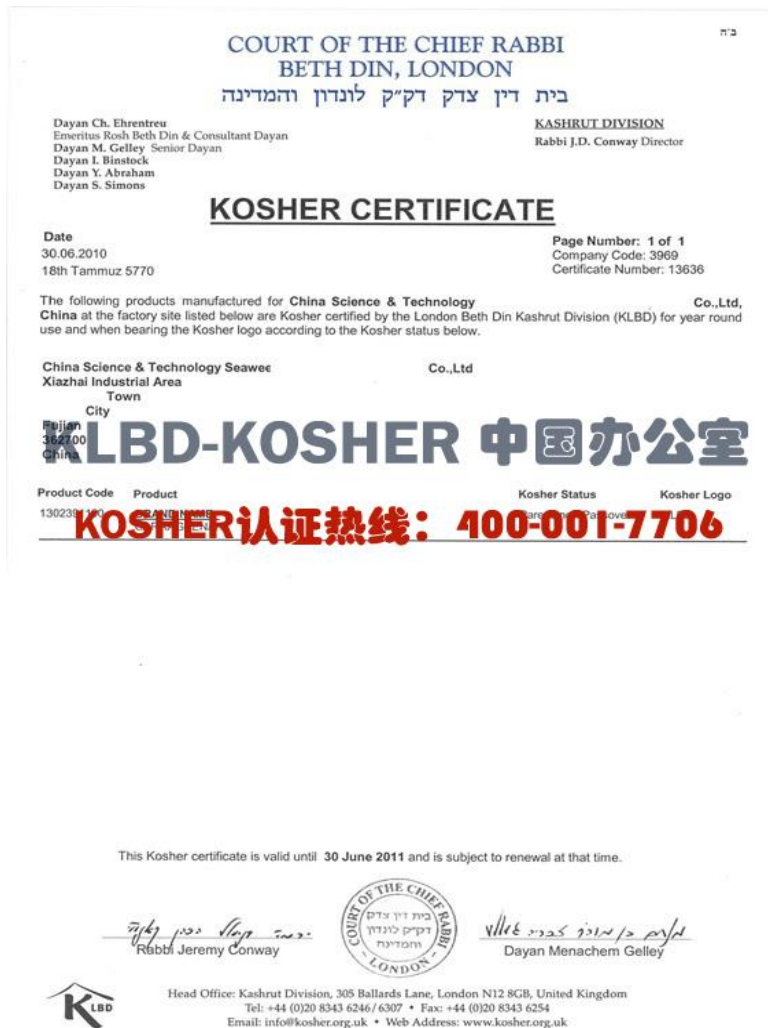 ב״ה
COURT OF THE CHIEF RABBI
BETH DIN, LONDON
בית דין צדק דק״ק לונדון והמדינה
Dayan Ch. Ehrentreu
Emeritus Rosh Beth Din & Consultant Dayan
Dayan M. Gelley Senior Dayan
Dayan I. Binstock
Dayan Y. Abraham
Dayan S. Simons
KASHRUT DIVISION
Rabbi J.D. Conway Director
KOSHER CERTIFICATE
Date
30.06.2010
18th Tammuz 5770
Page Number: 1 of 1
Company Code: 3969
Certificate Number: 13636
The following products manufactured for China Science & Technology Co.,Ltd,
China at the factory site listed below are Kosher certified by the London Beth Din Kashrut Division (KLBD) for year round
use and when bearing the Kosher logo according to the Kosher status below.
China Science & Technology Seawee Co.,Ltd
Xiazhai Industrial Area
Town
City
Fujian
362700
China
KLBD-KOSHER 中国办公室
Product Code Product Kosher Status Kosher Logo
BRAND NAME
KOSHER认证热线：400-001-7706
This Kosher certificate is valid until 30 June 2011 and is subject to renewal at that time.
Rabbi Jeremy Conway
COURT OF THE CHIEF RABBI
בית דין צדק
דק״ק לונדון
והמדינה
LONDON
Dayan Menachem Gelley
KLBD
Head Office: Kashrut Division, 305 Ballards Lane, London N12 8GB, United Kingdom
Tel: +44 (0)20 8343 6246/6307 • Fax: +44 (0)20 8343 6254
Email: info@kosher.org.uk • Web Address: www.kosher.org.uk